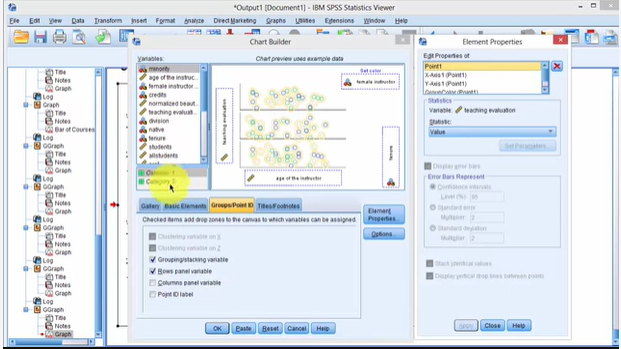 *Output1 [Document1] - IBM SPSS Statistics Viewer
File Edit View Data Transform Insert Format Analyze Direct Marketing Graphs Utilities Extensions Window Help
Title
Notes
Graph
Log
Graph
Title
Notes
Bar of Courses
Log
GGraph
Title
Notes
Graph
Log
GGraph
Title
Notes
Graph
Log
GGraph
Title
Notes
Graph
Log
GGraph
Title
Notes
Graph
Chart Builder
Variables:
Chart preview uses example data
minority
age of the instruc...
female instructor...
credits
normalized beaut...
teaching evaluati...
division
native
tenure
students
allstudents
Category 1
Category 2
Set color
female instructor
teaching evaluation
tenure
age of the instructor
Gallery Basic Elements Groups/Point ID Titles/Footnotes
Checked items add drop zones to the canvas to which variables can be assigned.
Clustering variable on X
Clustering variable on Z
Grouping/stacking variable
Rows panel variable
Columns panel variable
Point ID label
Element Properties...
Options...
OK Paste Reset Cancel Help
Element Properties
Edit Properties of:
Point1
X-Axis1 (Point1)
Y-Axis1 (Point1)
GroupColor (Point1)
Statistics
Variable: teaching evaluation
Statistic:
Value
Set Parameters...
Display error bars
Error Bars Represent
Confidence intervals
Level (%): 95
Standard error
Multiplier: 2
Standard deviation
Multiplier: 2
Stack identical values
Display vertical drop lines between points
Apply Close Help